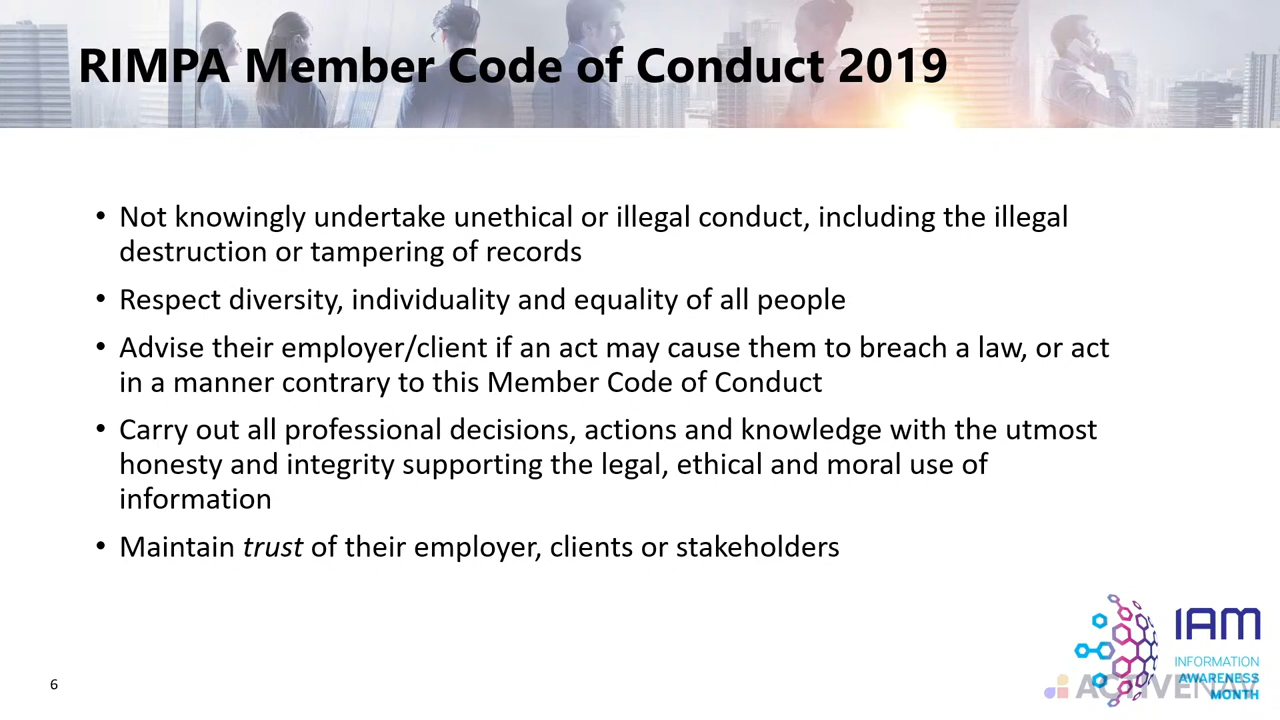 RIMPA Member Code of Conduct 2019
• Not knowingly undertake unethical or illegal conduct, including the illegal
destruction or tampering of records
• Respect diversity, individuality and equality of all people
• Advise their employer/client if an act may cause them to breach a law, or act
in a manner contrary to this Member Code of Conduct
• Carry out all professional decisions, actions and knowledge with the utmost
honesty and integrity supporting the legal, ethical and moral use of
information
• Maintain trust of their employer, clients or stakeholders
IAM
INFORMATION
AWARENESS
MONTH
ACTIVENAV
6